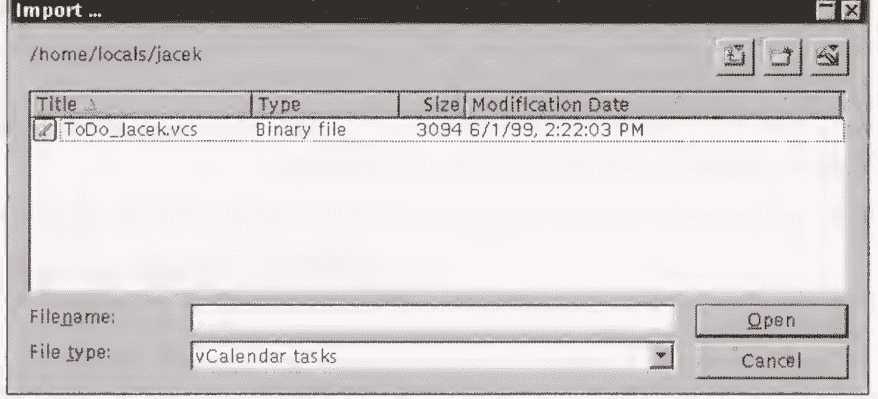 Import ...
/home/locals/jacek
Title Type Size Modification Date
ToDo_Jacek.vcs Binary file 3094 6/1/99, 2:22:03 PM
Filename:
Open
File type: vCalendar tasks
Cancel